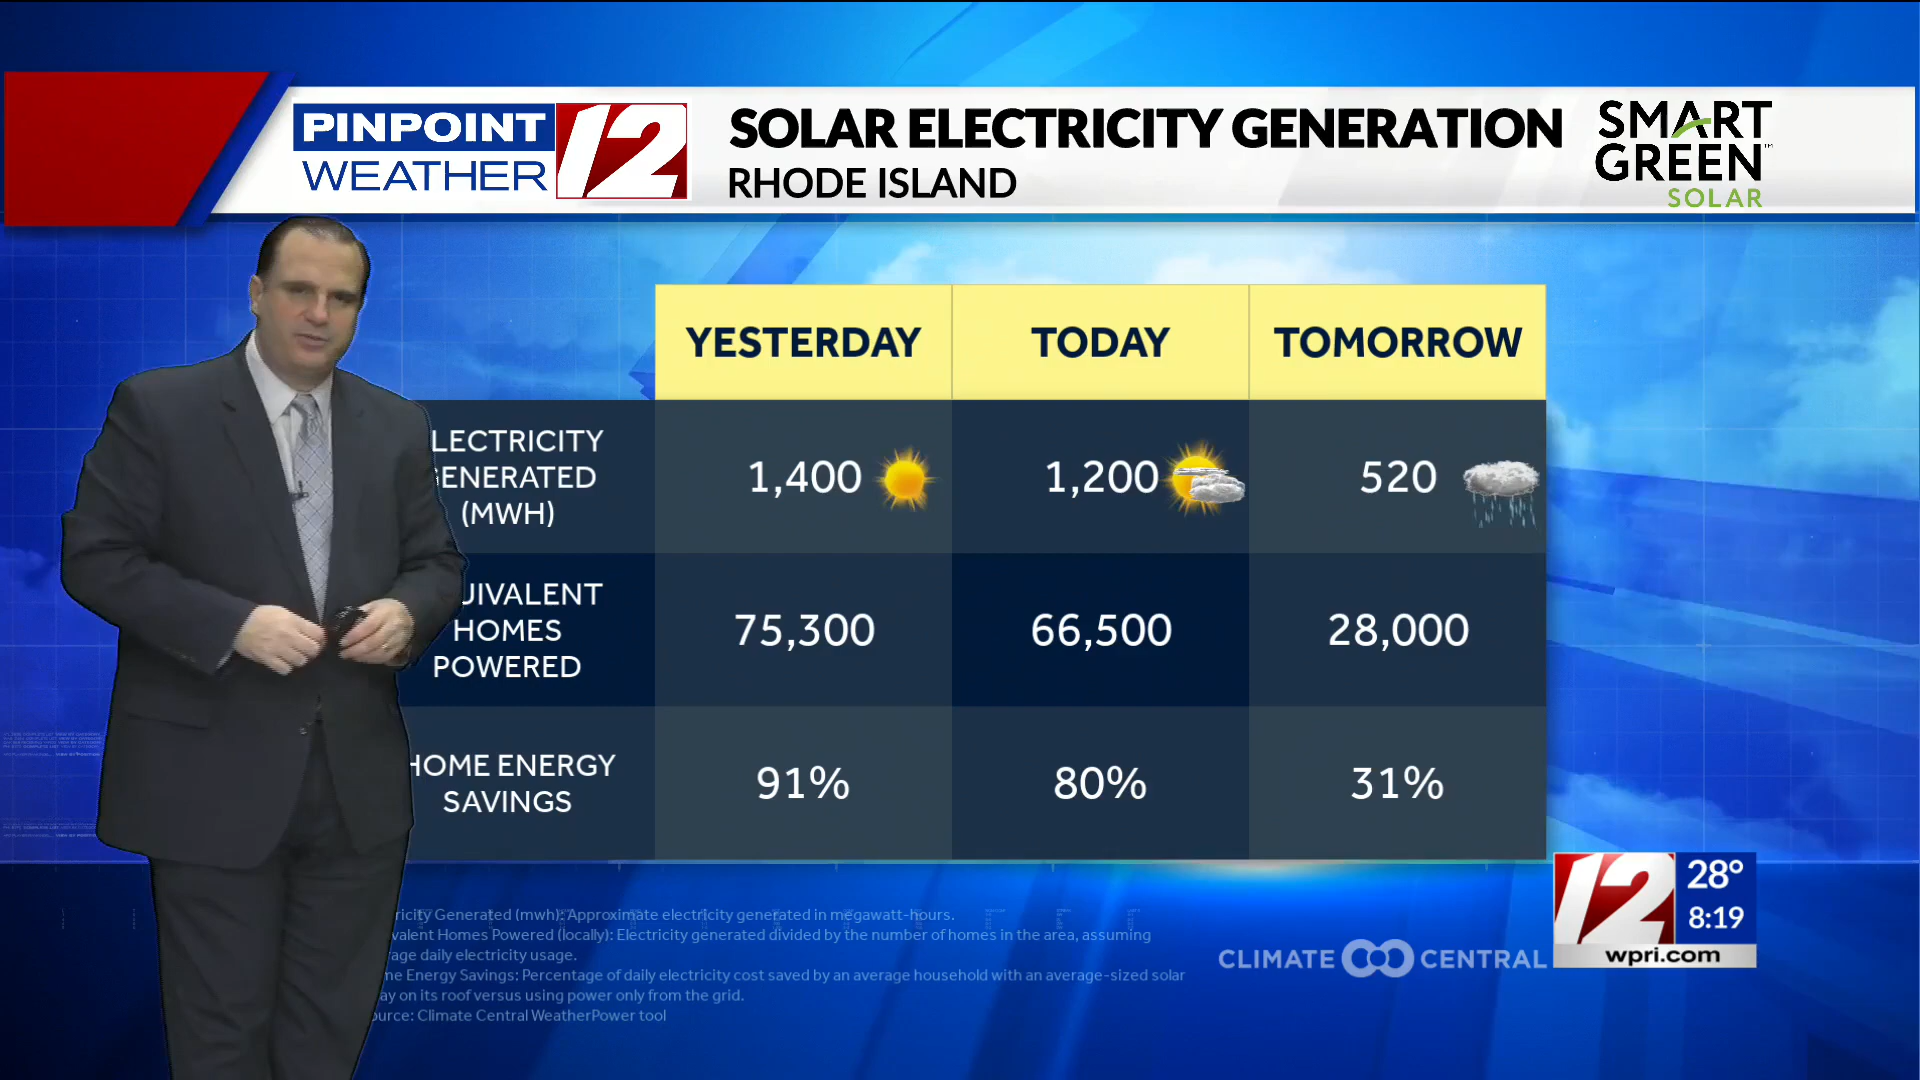 PINPOINT
WEATHER
12
SOLAR ELECTRICITY GENERATION
RHODE ISLAND
SMART
GREEN™
SOLAR
YESTERDAY TODAY TOMORROW
LECTRICITY
ENERATED
(MWH)
1,400 1,200 520
UIVALENT
HOMES
POWERED
75,300 66,500 28,000
HOME ENERGY
SAVINGS
91% 80% 31%
ricity Generated (mwh): Approximate electricity generated in megawatt-hours.
valent Homes Powered (locally): Electricity generated divided by the number of homes in the area, assuming
age daily electricity usage.
me Energy Savings: Percentage of daily electricity cost saved by an average household with an average-sized solar
ay on its roof versus using power only from the grid.
urce: Climate Central WeatherPower tool
CLIMATE CENTRAL
12
28°
8:19
wpri.com